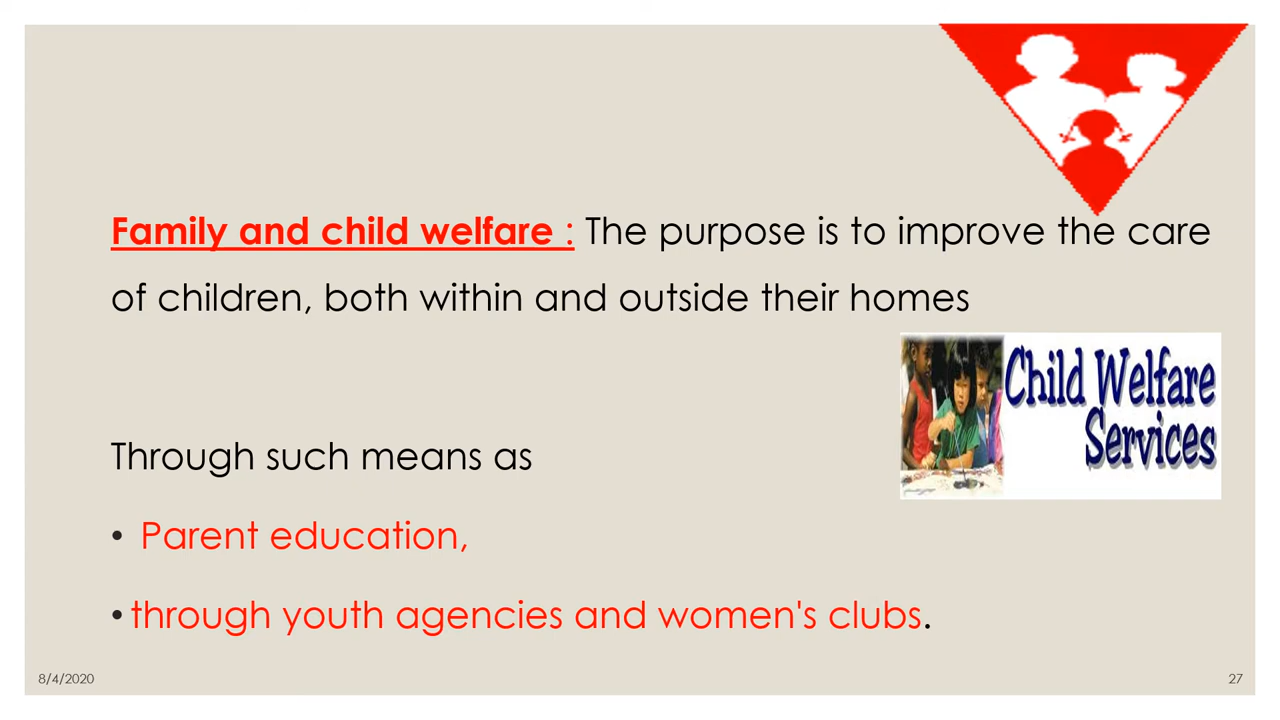 Family and child welfare : The purpose is to improve the care
of children, both within and outside their homes
Child Welfare
Services
Through such means as
• Parent education,
• through youth agencies and women's clubs.
8/4/2020
27